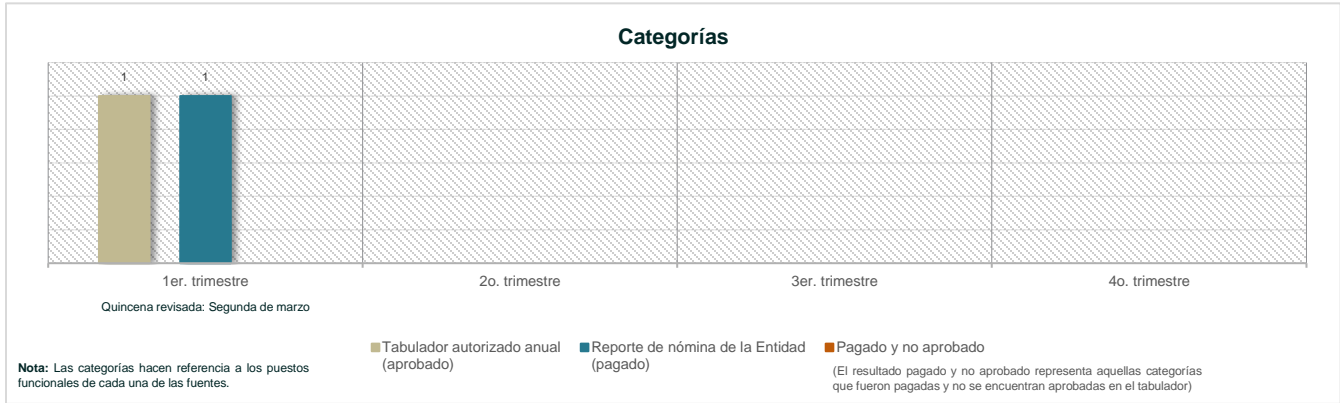 Categorías
1 1
1er. trimestre 2o. trimestre 3er. trimestre 4o. trimestre
Quincena revisada: Segunda de marzo
Tabulador autorizado anual (aprobado)
Reporte de nómina de la Entidad (pagado)
Pagado y no aprobado
(El resultado pagado y no aprobado representa aquellas categorías
que fueron pagadas y no se encuentran aprobadas en el tabulador)
Nota: Las categorías hacen referencia a los puestos
funcionales de cada una de las fuentes.